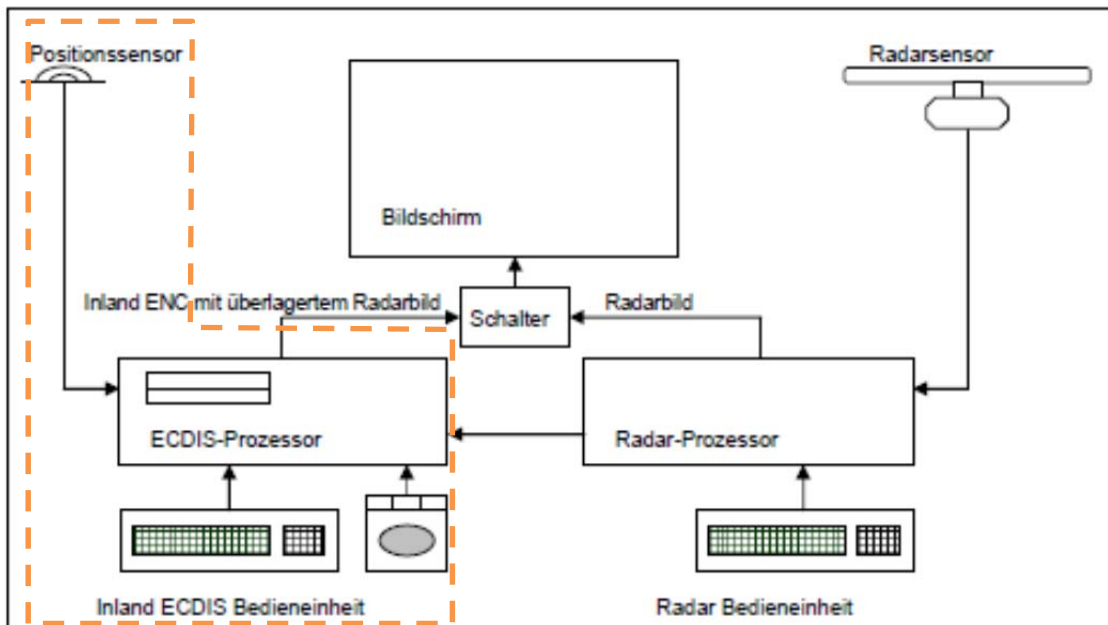 Positionssensor
Radarsensor
Bildschirm
Inland ENC mit überlagertem Radarbild
Schalter
Radarbild
ECDIS-Prozessor
Radar-Prozessor
Inland ECDIS Bedieneinheit
Radar Bedieneinheit